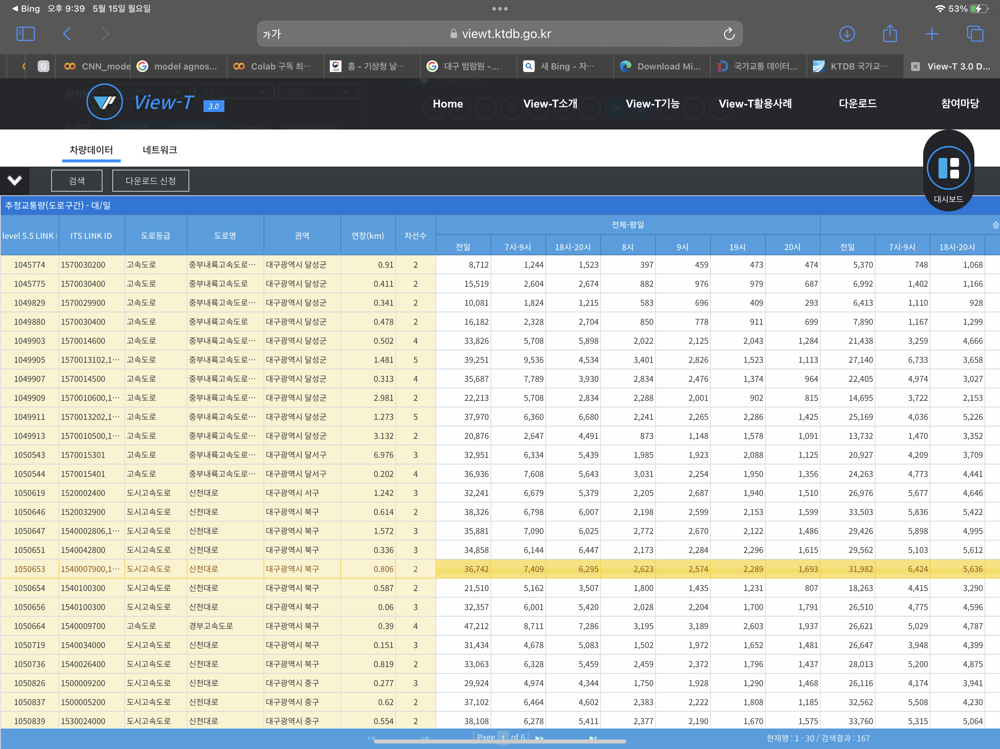 ◀ Bing 오후 9:39 5월 15일 월요일 53%
가가 viewt.ktdb.go.kr
G CNN_mode model agnos... Colab 구독 최··· 홈 - 기상청 날··· 대구 범람원 -... 새 Bing - 자··· Download Mi... 국가교통 데이터... KTDB 국가교··· View-T 3.0 D...
View-T 3.0 Home View-T소개 View-T기능 View-T활용사례 다운로드 참여마당
차량데이터 네트워크
검색 다운로드 신청
대시보드
추정교통량(도로구간) - 대/일
level 5.5 LINK ITS LINK ID 도로등급 도로명 권역 연장(km) 차선수 전체-평일 승
전일 7시-9시 18시-20시 8시 9시 19시 20시 전일 7시-9시 18시-20시
1045774 1570030200 고속도로 중부내륙고속도로··· 대구광역시 달성군 0.91 2 8,712 1,244 1,523 397 459 473 474 5,370 748 1,068
1045775 1570030400 고속도로 중부내륙고속도로 대구광역시 달성군 0.411 2 15,519 2,604 2,674 882 976 979 687 6,992 1,402 1,166
1049829 1570029900 고속도로 중부내륙고속도로··· 대구광역시 달성군 0.341 2 10,081 1,824 1,215 583 696 409 293 6,413 1,110 928
1049880 1570030400 고속도로 중부내륙고속도로 대구광역시 달성군 0.478 2 16,182 2,328 2,704 850 778 911 699 7,890 1,167 1,299
1049903 1570014600 고속도로 중부내륙고속도로··· 대구광역시 달성군 0.502 4 33,826 5,708 5,898 2,022 2,125 2,043 1,284 21,438 3,259 4,666
1049905 1570013102,1··· 고속도로 중부내륙고속도로··· 대구광역시 달성군 1.481 5 39,251 9,536 4,534 3,401 2,826 1,523 1,113 27,140 6,733 3,658
1049907 1570014500 고속도로 중부내륙고속도로··· 대구광역시 달성군 0.313 4 35,687 7,789 3,930 2,834 2,476 1,374 964 22,405 4,974 3,027
1049909 1570010600,1··· 고속도로 중부내륙고속도로··· 대구광역시 달성군 2.981 2 22,213 5,708 2,834 2,288 2,001 902 815 14,695 3,722 2,153
1049911 1570013202,1··· 고속도로 중부내륙고속도로··· 대구광역시 달성군 1.273 5 37,970 6,360 6,680 2,241 2,265 2,286 1,425 25,169 4,036 5,226
1049913 1570010500,1··· 고속도로 중부내륙고속도로··· 대구광역시 달성군 3.132 2 20,876 2,647 4,491 873 1,148 1,578 1,091 13,732 1,470 3,352
1050543 1570015301 고속도로 중부내륙고속도로··· 대구광역시 달서구 6.976 3 32,951 6,334 5,439 1,985 1,923 2,088 1,125 20,927 4,209 3,709
1050544 1570015401 고속도로 중부내륙고속도로··· 대구광역시 달서구 0.202 4 36,936 7,608 5,643 3,031 2,254 1,950 1,356 24,263 4,773 4,441
1050619 1520002400 도시고속도로 신천대로 대구광역시 서구 1.242 3 32,241 6,679 5,379 2,205 2,687 1,940 1,510 26,976 5,677 4,646
1050646 1520032900 도시고속도로 신천대로 대구광역시 북구 0.614 2 38,326 6,798 6,007 2,198 2,599 2,153 1,599 33,503 5,836 5,422
1050647 1540002806,1··· 도시고속도로 신천대로 대구광역시 북구 1.572 3 35,881 7,090 6,025 2,772 2,670 2,122 1,486 29,426 5,898 4,995
1050651 1540042800 도시고속도로 신천대로 대구광역시 북구 0.336 3 34,858 6,144 6,447 2,173 2,284 2,296 1,615 29,562 5,103 5,612
1050653 1540007900,1··· 도시고속도로 신천대로 대구광역시 북구 0.806 2 36,742 7,409 6,295 2,623 2,574 2,289 1,693 31,982 6,424 5,636
1050654 1540100300 도시고속도로 신천대로 대구광역시 북구 0.587 2 21,510 5,162 3,507 1,800 1,435 1,231 807 18,263 4,415 3,290
1050656 1540100300 도시고속도로 신천대로 대구광역시 북구 0.06 3 32,357 6,001 5,420 2,028 2,204 1,700 1,791 26,510 4,775 4,596
1050664 1540009700 고속도로 경부고속도로 대구광역시 북구 0.39 4 47,212 8,711 7,286 3,195 3,189 2,603 1,937 26,621 5,029 4,787
1050719 1540034000 도시고속도로 신천대로 대구광역시 북구 0.151 3 31,434 4,678 5,083 1,502 1,972 1,652 1,481 26,647 3,948 4,399
1050736 1540026400 도시고속도로 신천대로 대구광역시 북구 0.819 2 33,063 6,328 5,459 2,459 2,372 1,796 1,437 28,013 5,200 4,875
1050826 1500009200 도시고속도로 신천대로 대구광역시 중구 0.277 3 29,924 4,974 4,344 1,750 1,928 1,290 1,468 26,116 4,174 3,941
1050837 1500005200 도시고속도로 신천대로 대구광역시 중구 0.62 2 37,102 6,464 4,602 2,383 2,222 1,808 1,185 32,562 5,508 4,230
1050839 1530024000 도시고속도로 신천대로 대구광역시 중구 0.554 2 38,108 6,278 5,411 2,377 2,190 1,670 1,575 33,760 5,315 5,064
Page 1 of 6 현재행 : 1 - 30 / 검색결과 : 167